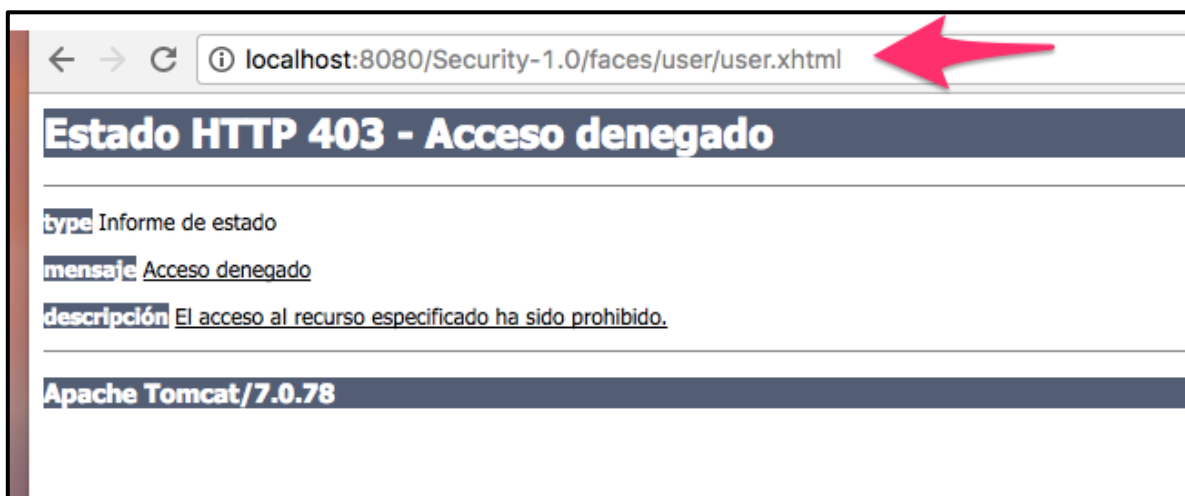 localhost:8080/Security-1.0/faces/user/user.xhtml
Estado HTTP 403 - Acceso denegado
type Informe de estado
mensaje Acceso denegado
descripción El acceso al recurso especificado ha sido prohibido.
Apache Tomcat/7.0.78